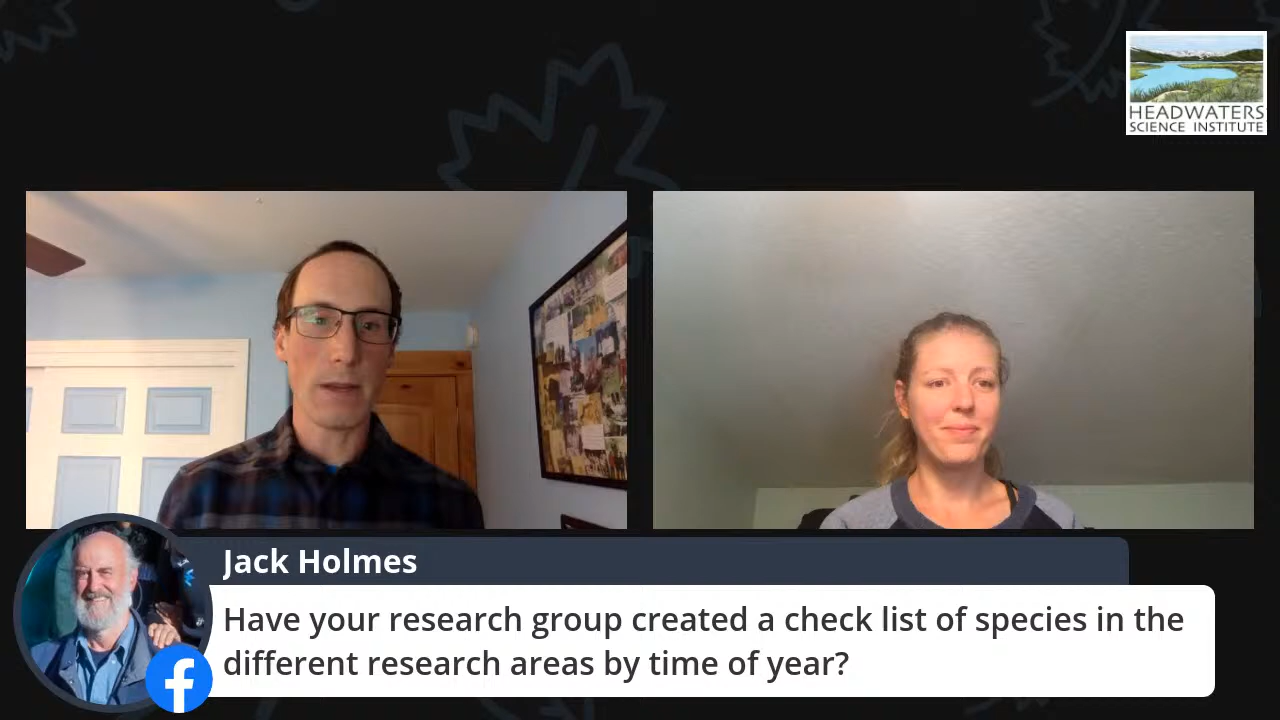 HEADWATERS
SCIENCE INSTITUTE
Jack Holmes
Have your research group created a check list of species in the
different research areas by time of year?